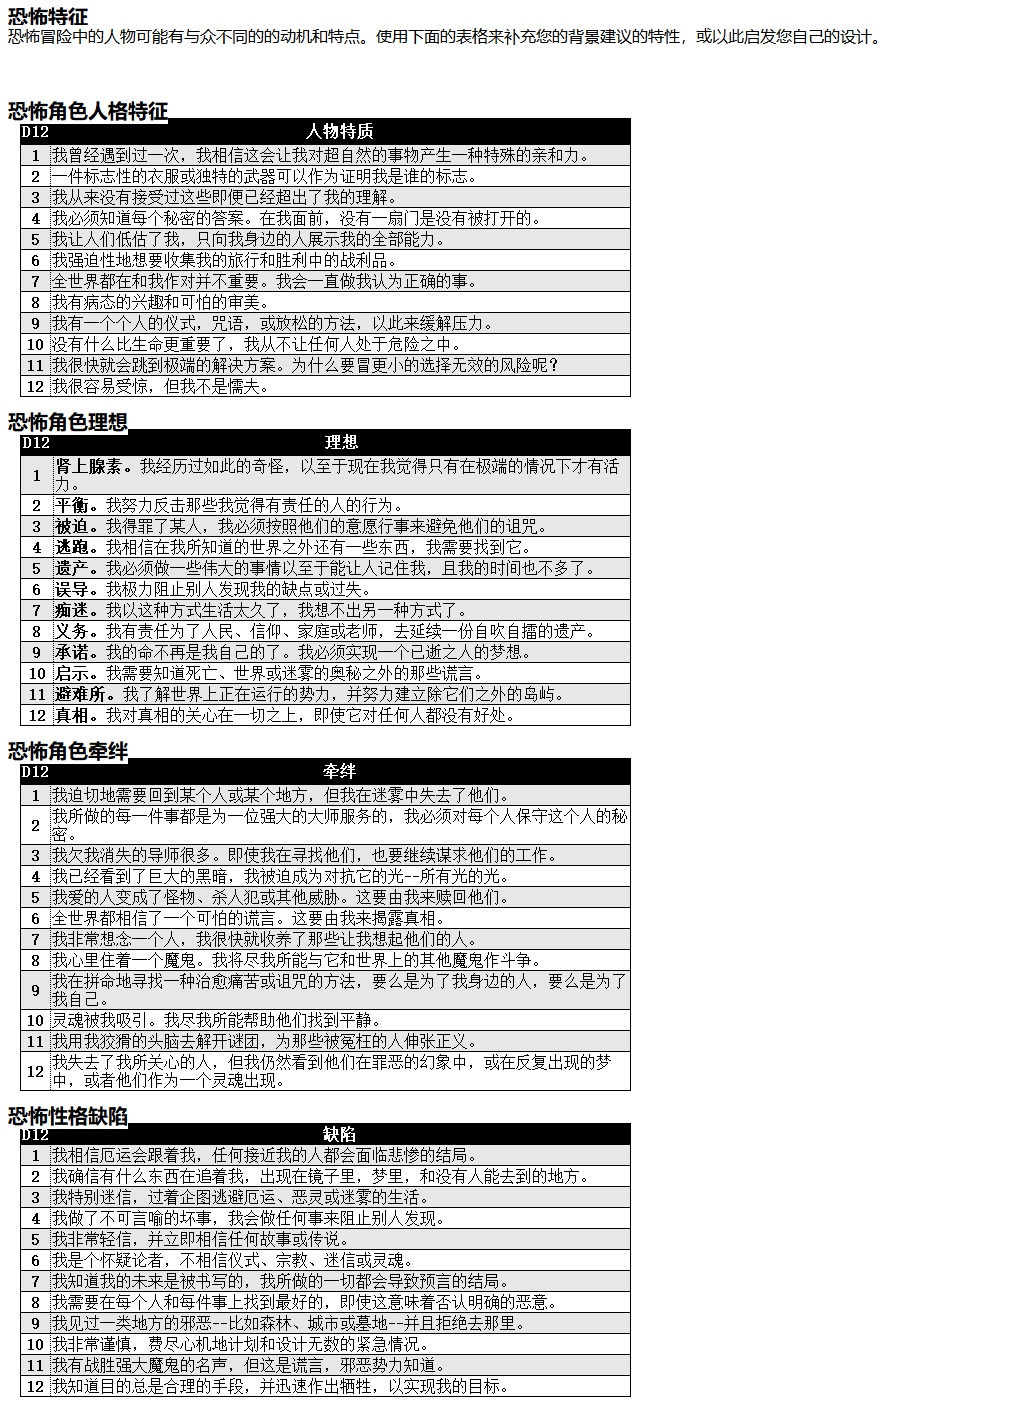 恐怖特征
恐怖冒险中的人物可能有与众不同的的动机和特点。使用下面的表格来补充您的背景建议的特性，或以此启发您自己的设计。
恐怖角色人格特征
D12 人物特质
1 我曾经遇到过一次，我相信这会让我对超自然的事物产生一种特殊的亲和力。
2 一件标志性的衣服或独特的武器可以作为证明我是谁的标志。
3 我从来没有接受过这些即便已经超出了我的理解。
4 我必须知道每个秘密的答案。在我面前，没有一扇门是没有被打开的。
5 我让人们低估了我，只向我身边的人展示我的全部能力。
6 我强迫性地想要收集我的旅行和胜利中的战利品。
7 全世界都在和我作对并不重要。我会一直做我认为正确的事。
8 我有病态的兴趣和可怕的审美。
9 我有一个个人的仪式，咒语，或放松的方法，以此来缓解压力。
10 没有什么比生命更重要了，我从不让任何人处于危险之中。
11 我很快就会跳到极端的解决方案。为什么要冒更小的选择无效的风险呢？
12 我很容易受惊，但我不是懦夫。
恐怖角色理想
D12 理想
1 肾上腺素。我经历过如此的奇怪，以至于现在我觉得只有在极端的情况下才有活
力。
2 平衡。我努力反击那些我觉得有责任的人的行为。
3 被迫。我得罪了某人，我必须按照他们的意愿行事来避免他们的诅咒。
4 逃跑。我相信在我所知道的世界之外还有一些东西，我需要找到它。
5 遗产。我必须做一些伟大的事情以至于能让人记住我，且我的时间也不多了。
6 误导。我极力阻止别人发现我的缺点或过失。
7 痴迷。我以这种方式生活太久了，我想不出另一种方式了。
8 义务。我有责任为了人民、信仰、家庭或老师，去延续一份自吹自擂的遗产。
9 承诺。我的命不再是我自己的了。我必须实现一个已逝之人的梦想。
10 启示。我需要知道死亡、世界或迷雾的奥秘之外的那些谎言。
11 避难所。我了解世界上正在运行的势力，并努力建立除它们之外的岛屿。
12 真相。我对真相的关心在一切之上，即使它对任何人都没有好处。
恐怖角色牵绊
D12 牵绊
1 我迫切地需要回到某个人或某个地方，但我在迷雾中失去了他们。
2 我所做的每一件事都是为一位强大的大师服务的，我必须对每个人保守这个人的秘
密。
3 我欠我消失的导师很多。即使我在寻找他们，也要继续谋求他们的工作。
4 我已经看到了巨大的黑暗，我被迫成为对抗它的光--所有光的光。
5 我爱的人变成了怪物、杀人犯或其他威胁。这要由我来赎回他们。
6 全世界都相信了一个可怕的谎言。这要由我来揭露真相。
7 我非常想念一个人，我很快就收养了那些让我想起他们的人。
8 我心里住着一个魔鬼。我将尽我所能与它和世界上的其他魔鬼作斗争。
9 我在拼命地寻找一种治愈痛苦或诅咒的方法，要么是为了我身边的人，要么是为了
我自己。
10 灵魂被我吸引。我尽我所能帮助他们找到平静。
11 我用我狡猾的头脑去解开谜团，为那些被冤枉的人伸张正义。
12 我失去了我所关心的人，但我仍然看到他们在罪恶的幻象中，或在反复出现的梦
中，或者他们作为一个灵魂出现。
恐怖性格缺陷
D12 缺陷
1 我相信厄运会跟着我，任何接近我的人都会面临悲惨的结局。
2 我确信有什么东西在追着我，出现在镜子里，梦里，和没有人能去到的地方。
3 我特别迷信，过着企图逃避厄运、恶灵或迷雾的生活。
4 我做了不可言喻的坏事，我会做任何事来阻止别人发现。
5 我非常轻信，并立即相信任何故事或传说。
6 我是个怀疑论者，不相信仪式、宗教、迷信或灵魂。
7 我知道我的未来是被书写的，我所做的一切都会导致预言的结局。
8 我需要在每个人和每件事上找到最好的，即使这意味着否认明确的恶意。
9 我见过一类地方的邪恶--比如森林、城市或墓地--并且拒绝去那里。
10 我非常谨慎，费尽心机地计划和设计无数的紧急情况。
11 我有战胜强大魔鬼的名声，但这是谎言，邪恶势力知道。
12 我知道目的总是合理的手段，并迅速作出牺牲，以实现我的目标。